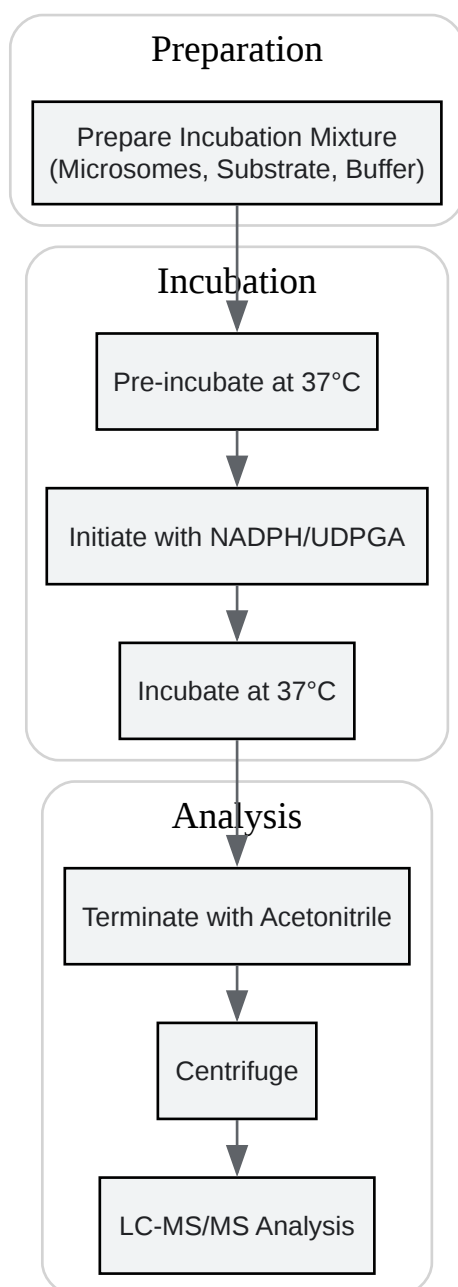 Preparation
Prepare Incubation Mixture
(Microsomes, Substrate, Buffer)
Incubation
Pre-incubate at 37°C
Initiate with NADPH/UDPGA
Incubate at 37°C
Analysis
Terminate with Acetonitrile
Centrifuge
LC-MS/MS Analysis